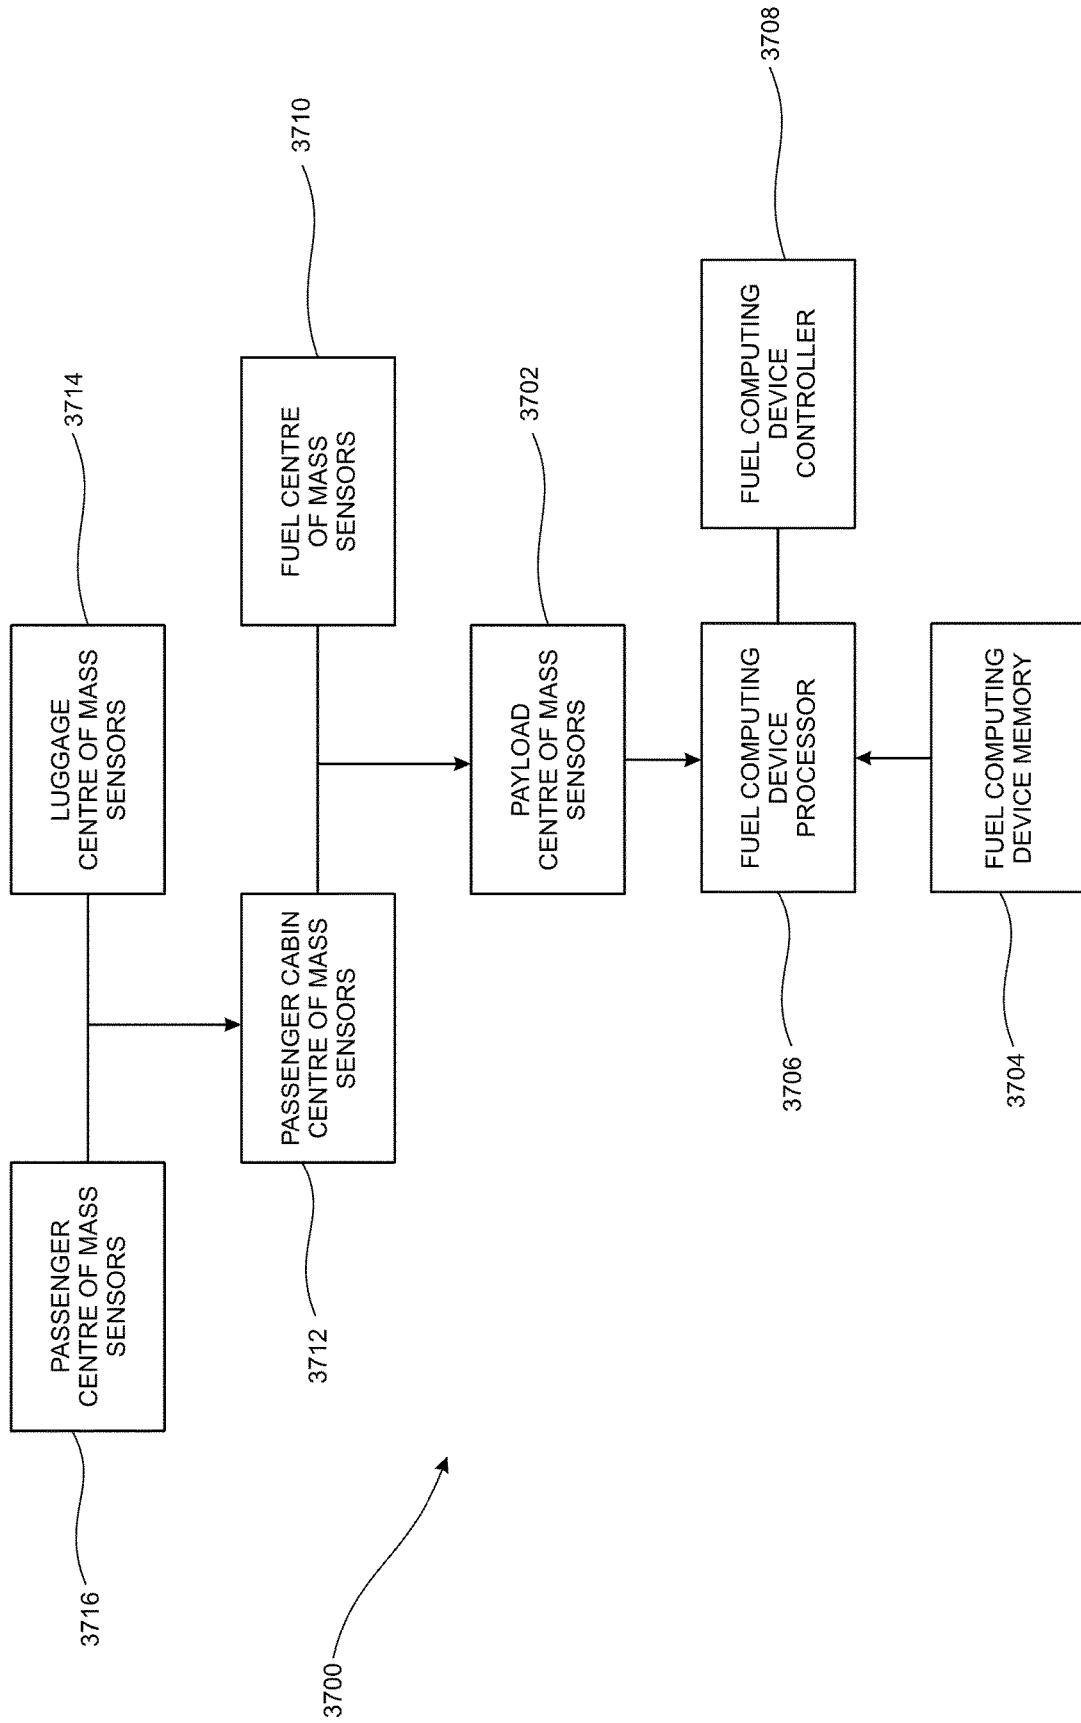 3716
PASSENGER
CENTRE OF MASS
SENSORS
LUGGAGE
CENTRE OF MASS
SENSORS
3714
3712
PASSENGER CABIN
CENTRE OF MASS
SENSORS
FUEL CENTRE
OF MASS
SENSORS
3710
3700
PAYLOAD
CENTRE OF MASS
SENSORS
3702
3706
FUEL COMPUTING
DEVICE
PROCESSOR
FUEL COMPUTING
DEVICE
CONTROLLER
3708
3704
FUEL COMPUTING
DEVICE MEMORY